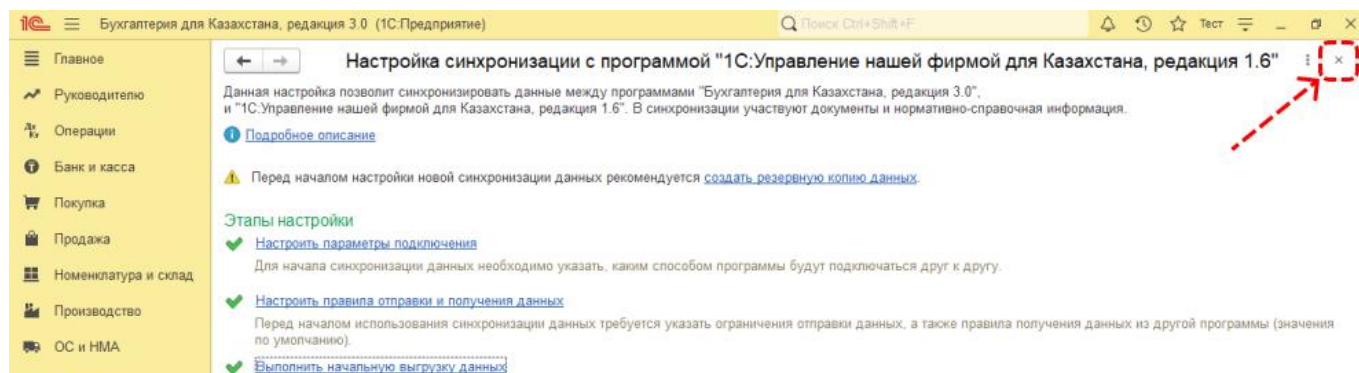 1С Бухгалтерия для Казахстана, редакция 3.0 (1С:Предприятие) Поиск Ctrl+Shift+F Тест
Главное
Настройка синхронизации с программой "1С:Управление нашей фирмой для Казахстана, редакция 1.6"
Руководителю
Данная настройка позволит синхронизировать данные между программами "Бухгалтерия для Казахстана, редакция 3.0",
и "1С:Управление нашей фирмой для Казахстана, редакция 1.6". В синхронизации участвуют документы и нормативно-справочная информация.
Операции
Подробное описание
Банк и касса
Перед началом настройки новой синхронизации данных рекомендуется создать резервную копию данных.
Покупка
Этапы настройки
Продажа
Настроить параметры подключения
Для начала синхронизации данных необходимо указать, каким способом программы будут подключаться друг к другу.
Номенклатура и склад
Настроить правила отправки и получения данных
Производство
Перед началом использования синхронизации данных требуется указать ограничения отправки данных, а также правила получения данных из другой программы (значения
по умолчанию).
ОС и НМА
Выполнить начальную выгрузку данных